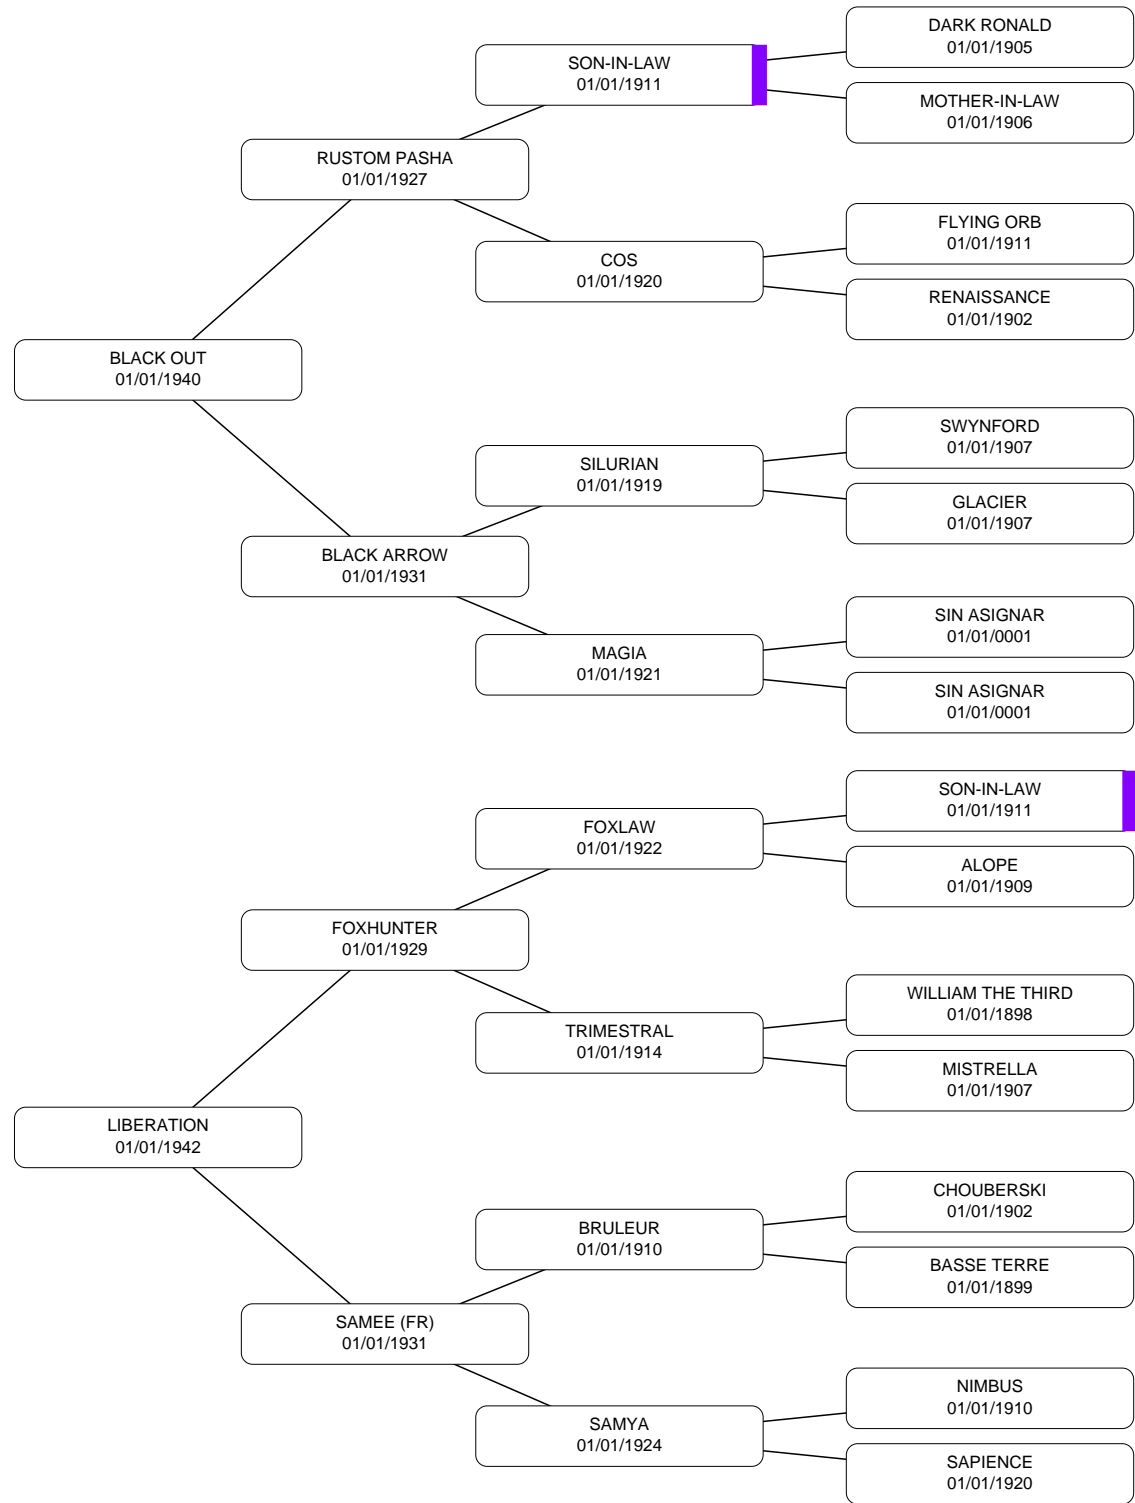 DARK RONALD
01/01/1905
SON-IN-LAW
01/01/1911
MOTHER-IN-LAW
01/01/1906
RUSTOM PASHA
01/01/1927
FLYING ORB
01/01/1911
COS
01/01/1920
RENAISSANCE
01/01/1902
BLACK OUT
01/01/1940
SWYNFORD
01/01/1907
SILURIAN
01/01/1919
GLACIER
01/01/1907
BLACK ARROW
01/01/1931
SIN ASIGNAR
01/01/0001
MAGIA
01/01/1921
SIN ASIGNAR
01/01/0001
SON-IN-LAW
01/01/1911
FOXLAW
01/01/1922
ALOPE
01/01/1909
FOXHUNTER
01/01/1929
WILLIAM THE THIRD
01/01/1898
TRIMESTRAL
01/01/1914
MISTRELLA
01/01/1907
LIBERATION
01/01/1942
CHOUBERSKI
01/01/1902
BRULEUR
01/01/1910
BASSE TERRE
01/01/1899
SAMEE (FR)
01/01/1931
NIMBUS
01/01/1910
SAMYA
01/01/1924
SAPIENCE
01/01/1920